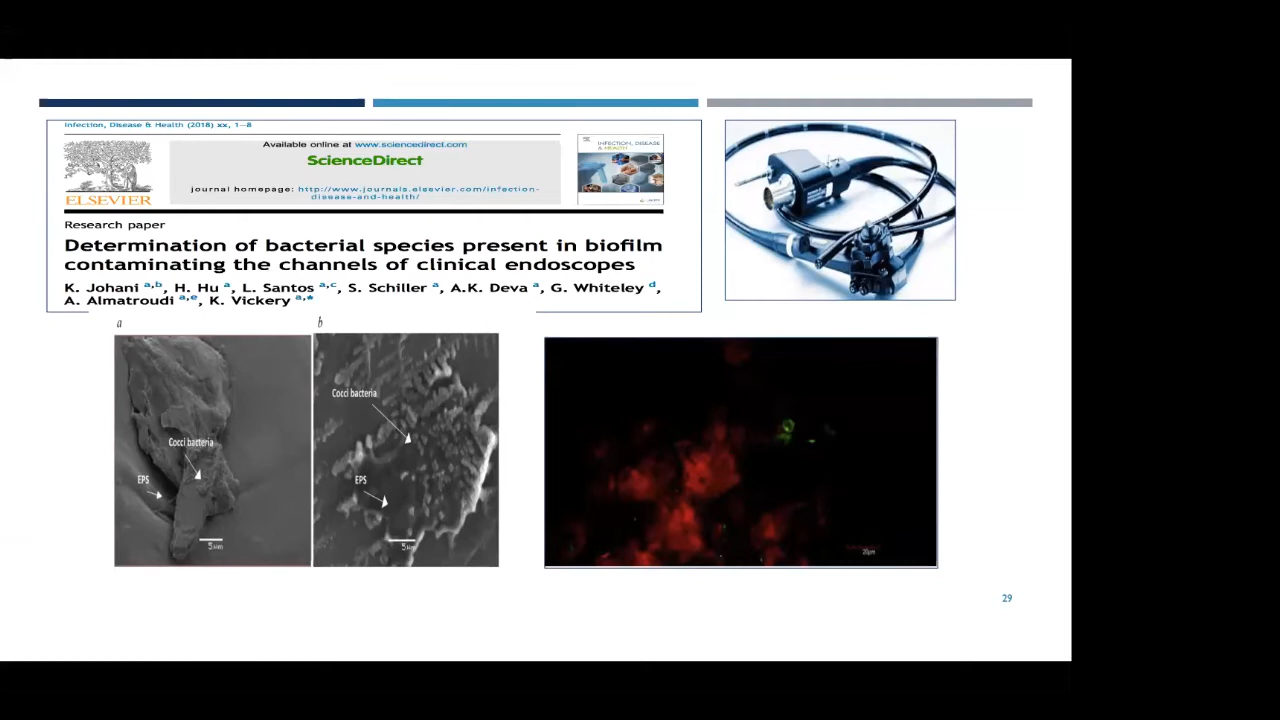 Infection, Disease & Health (2018) xx, 1–8
Available online at www.sciencedirect.com
ScienceDirect
journal homepage: http://www.journals.elsevier.com/infection-
disease-and-health/
ELSEVIER
INFECTION, DISEASE
& HEALTH
Research paper
Determination of bacterial species present in biofilm
contaminating the channels of clinical endoscopes
K. Johani a,b, H. Hu a, L. Santos a,c, S. Schiller a, A.K. Deva a, G. Whiteley d,
A. Almatroudi a,e, K. Vickery a,*
a
Cocci bacteria
EPS
5μm
b
Cocci bacteria
EPS
5μm
20μm
29